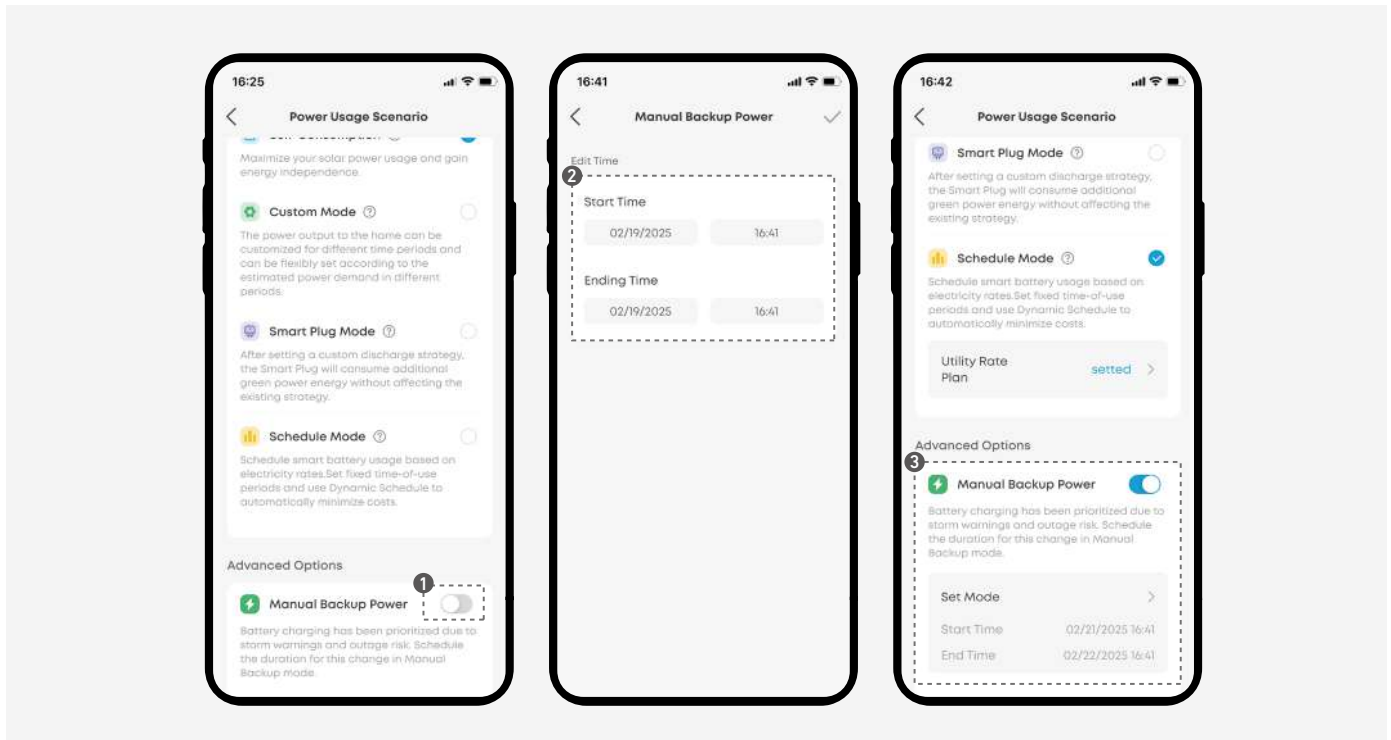 16:25
Power Usage Scenario
Maximize your solar power usage and gain
energy independence.
Custom Mode ?
The power output to the home can be
customized for different time periods and
can be flexibly set according to the
estimated power demand in different
periods.
Smart Plug Mode ?
After setting a custom discharge strategy,
the Smart Plug will consume additional
green power energy without affecting the
existing strategy.
Schedule Mode ?
Schedule smart battery usage based on
electricity rates.Set fixed time-of-use
periods and use Dynamic Schedule to
automatically minimize costs.
Advanced Options
1
Manual Backup Power
Battery charging has been prioritized due to
storm warnings and outage risk. Schedule
the duration for this change in Manual
Backup mode.
16:41
Manual Backup Power
Edit Time
2
Start Time
02/19/2025 16:41
Ending Time
02/19/2025 16:41
16:42
Power Usage Scenario
Smart Plug Mode ?
After setting a custom discharge strategy,
the Smart Plug will consume additional
green power energy without affecting the
existing strategy.
Schedule Mode ?
Schedule smart battery usage based on
electricity rates.Set fixed time-of-use
periods and use Dynamic Schedule to
automatically minimize costs.
Utility Rate
Plan
setted
Advanced Options
3
Manual Backup Power
Battery charging has been prioritized due to
storm warnings and outage risk. Schedule
the duration for this change in Manual
Backup mode.
Set Mode
Start Time 02/21/2025 16:41
End Time 02/22/2025 16:41